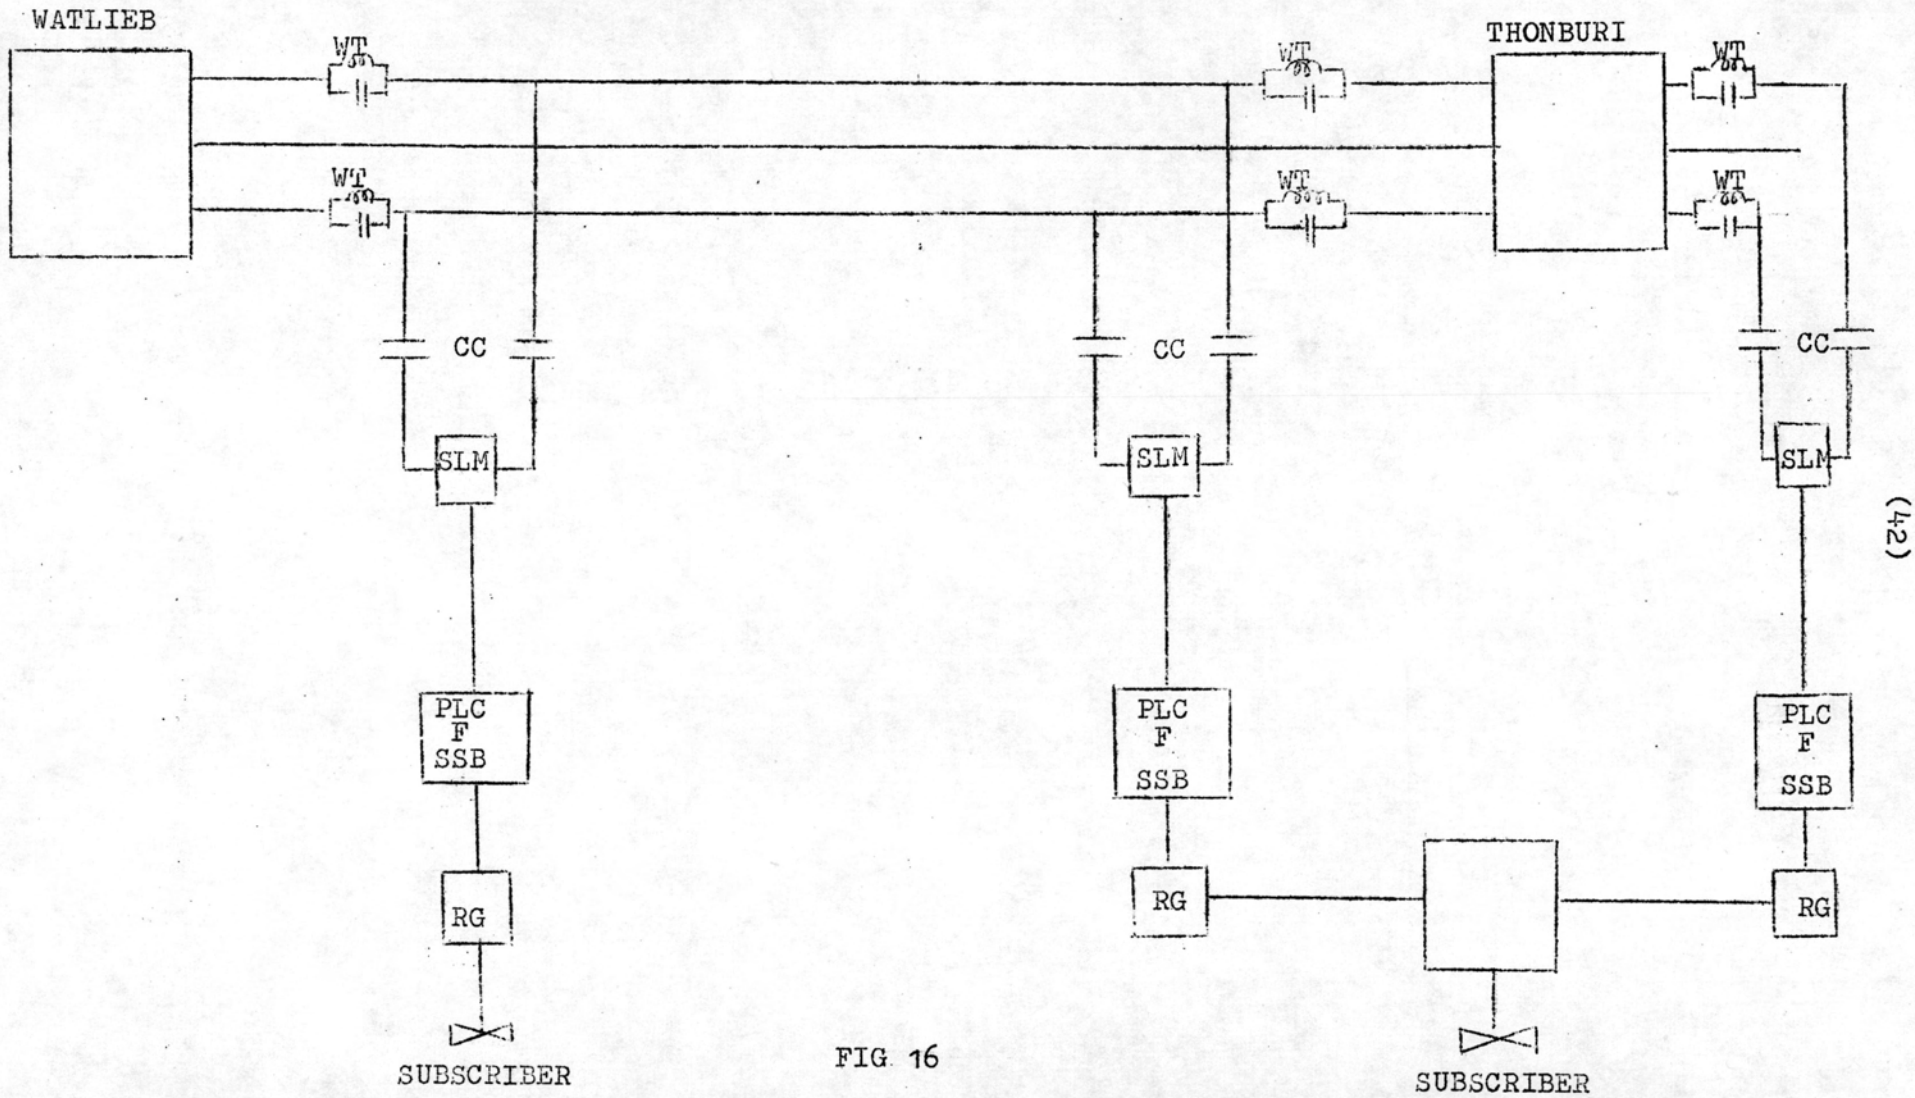 WATLIEB
THONBURI
WT
WT
WT
WT
WT
WT
CC
CC
CC
SLM
SLM
SLM
(42)
PLC
F
SSB
PLC
F
SSB
PLC
F
SSB
RG
RG
RG
SUBSCRIBER
FIG 16
SUBSCRIBER